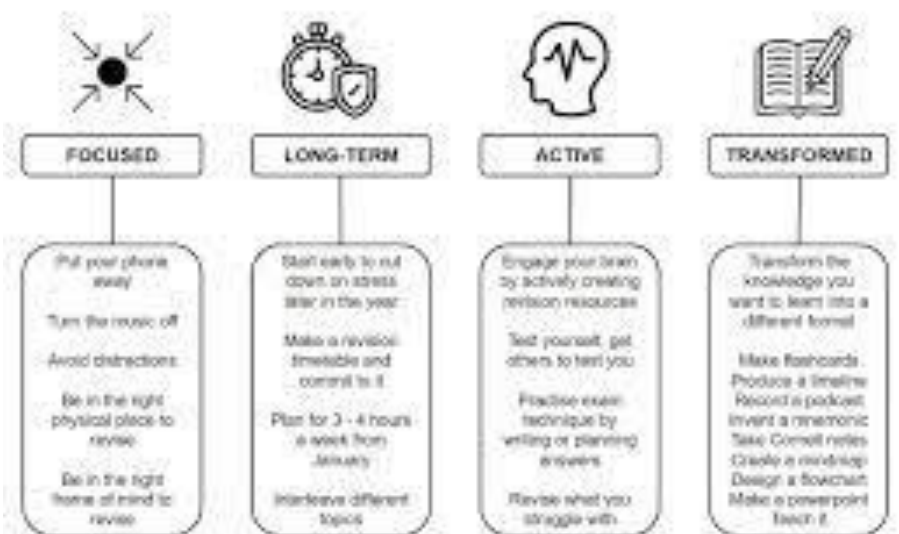 FOCUSED
Put your phone
away
Turn the music off
Avoid distractions
Be in the right
physical place to
revise
Be in the right
frame of mind to
revise
LONG-TERM
Start early to cut
down on stress
later in the year
Make a revision
timetable and
commit to it
Plan for 3 - 4 hours
a week from
January
Interleave different
topics
ACTIVE
Engage your brain
by actively creating
revision resources
Test yourself, get
others to test you
Practise exam
technique by
writing or planning
answers
Revise what you
struggle with
TRANSFORMED
Transform the
knowledge you
want to learn into a
different format
Make flashcards
Produce a timeline
Record a podcast
Invent a mnemonic
Take Cornell notes
Create a mindmap
Design a flowchart
Make a powerpoint
Teach it